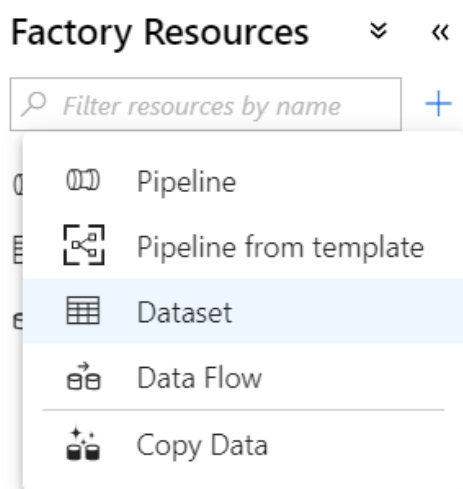 Factory Resources
Filter resources by name
Pipeline
Pipeline from template
Dataset
Data Flow
Copy Data